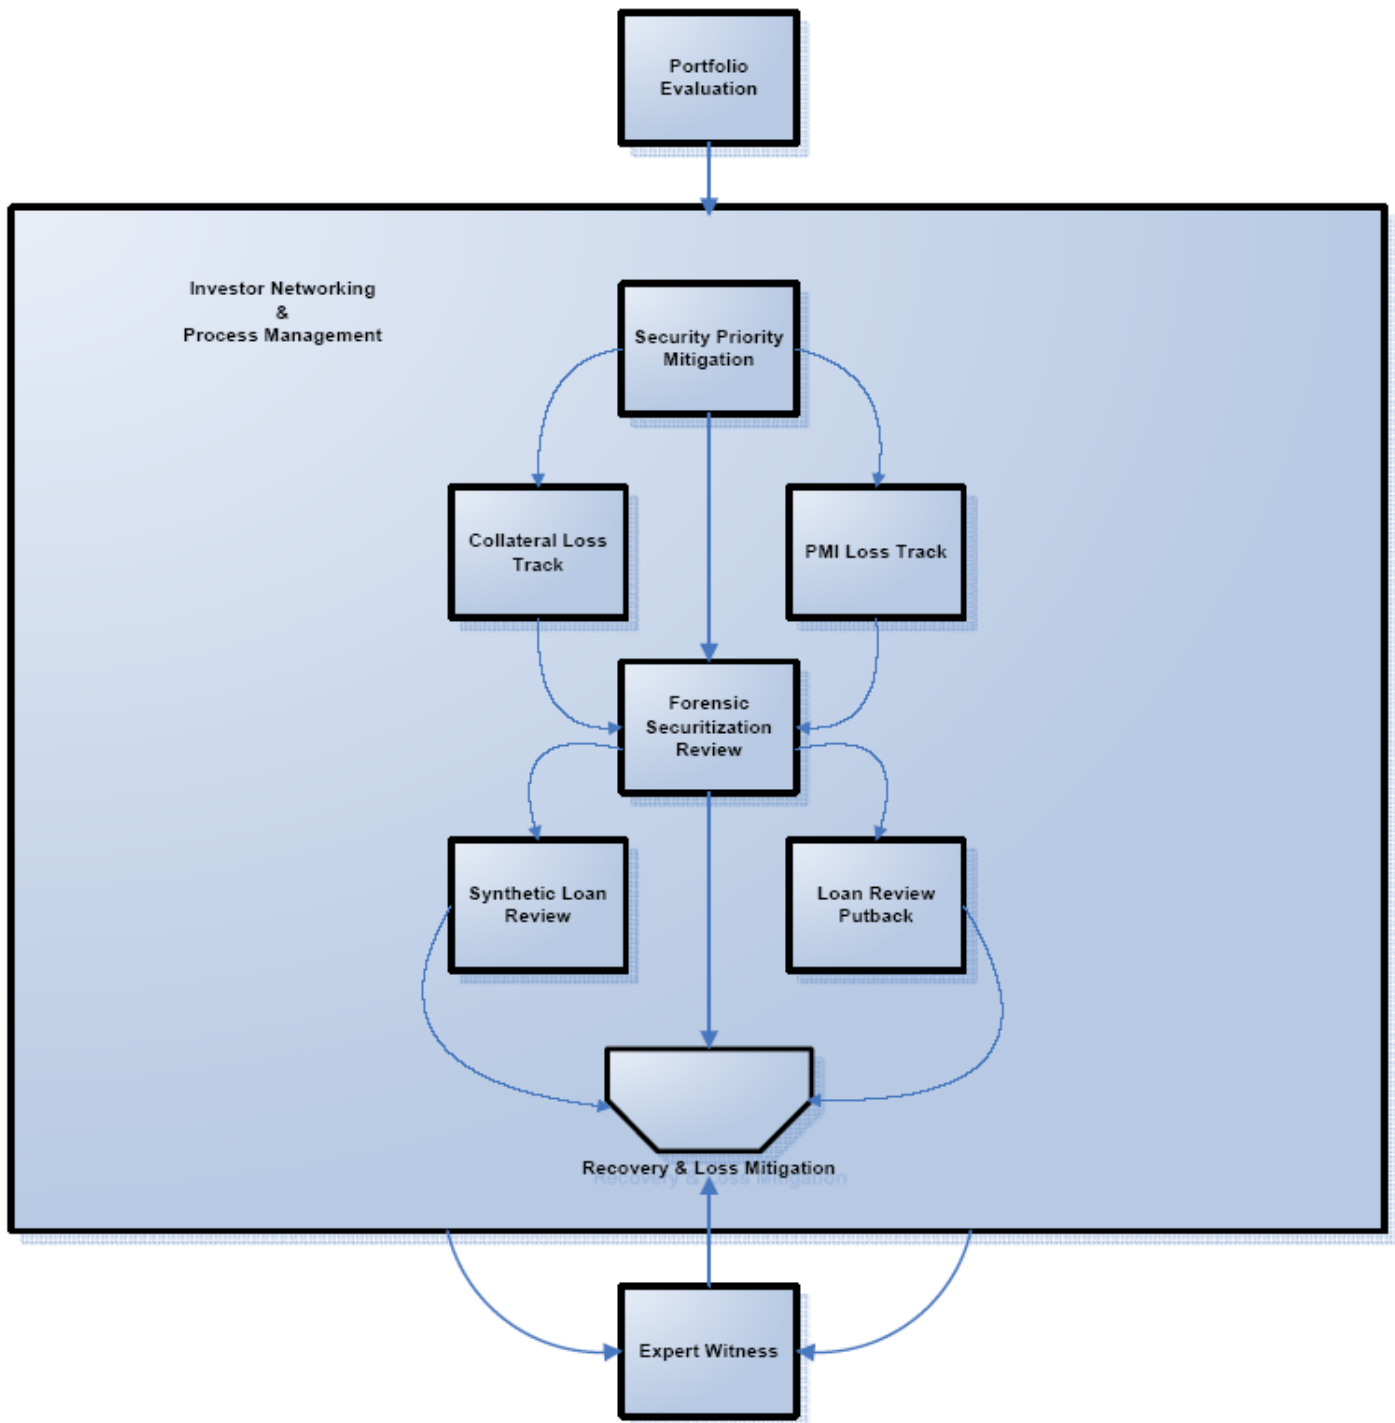 Portfolio
Evaluation
Investor Networking
&
Process Management
Security Priority
Mitigation
Collateral Loss
Track
PMI Loss Track
Forensic
Securitization
Review
Synthetic Loan
Review
Loan Review
Putback
Recovery & Loss Mitigation
Expert Witness